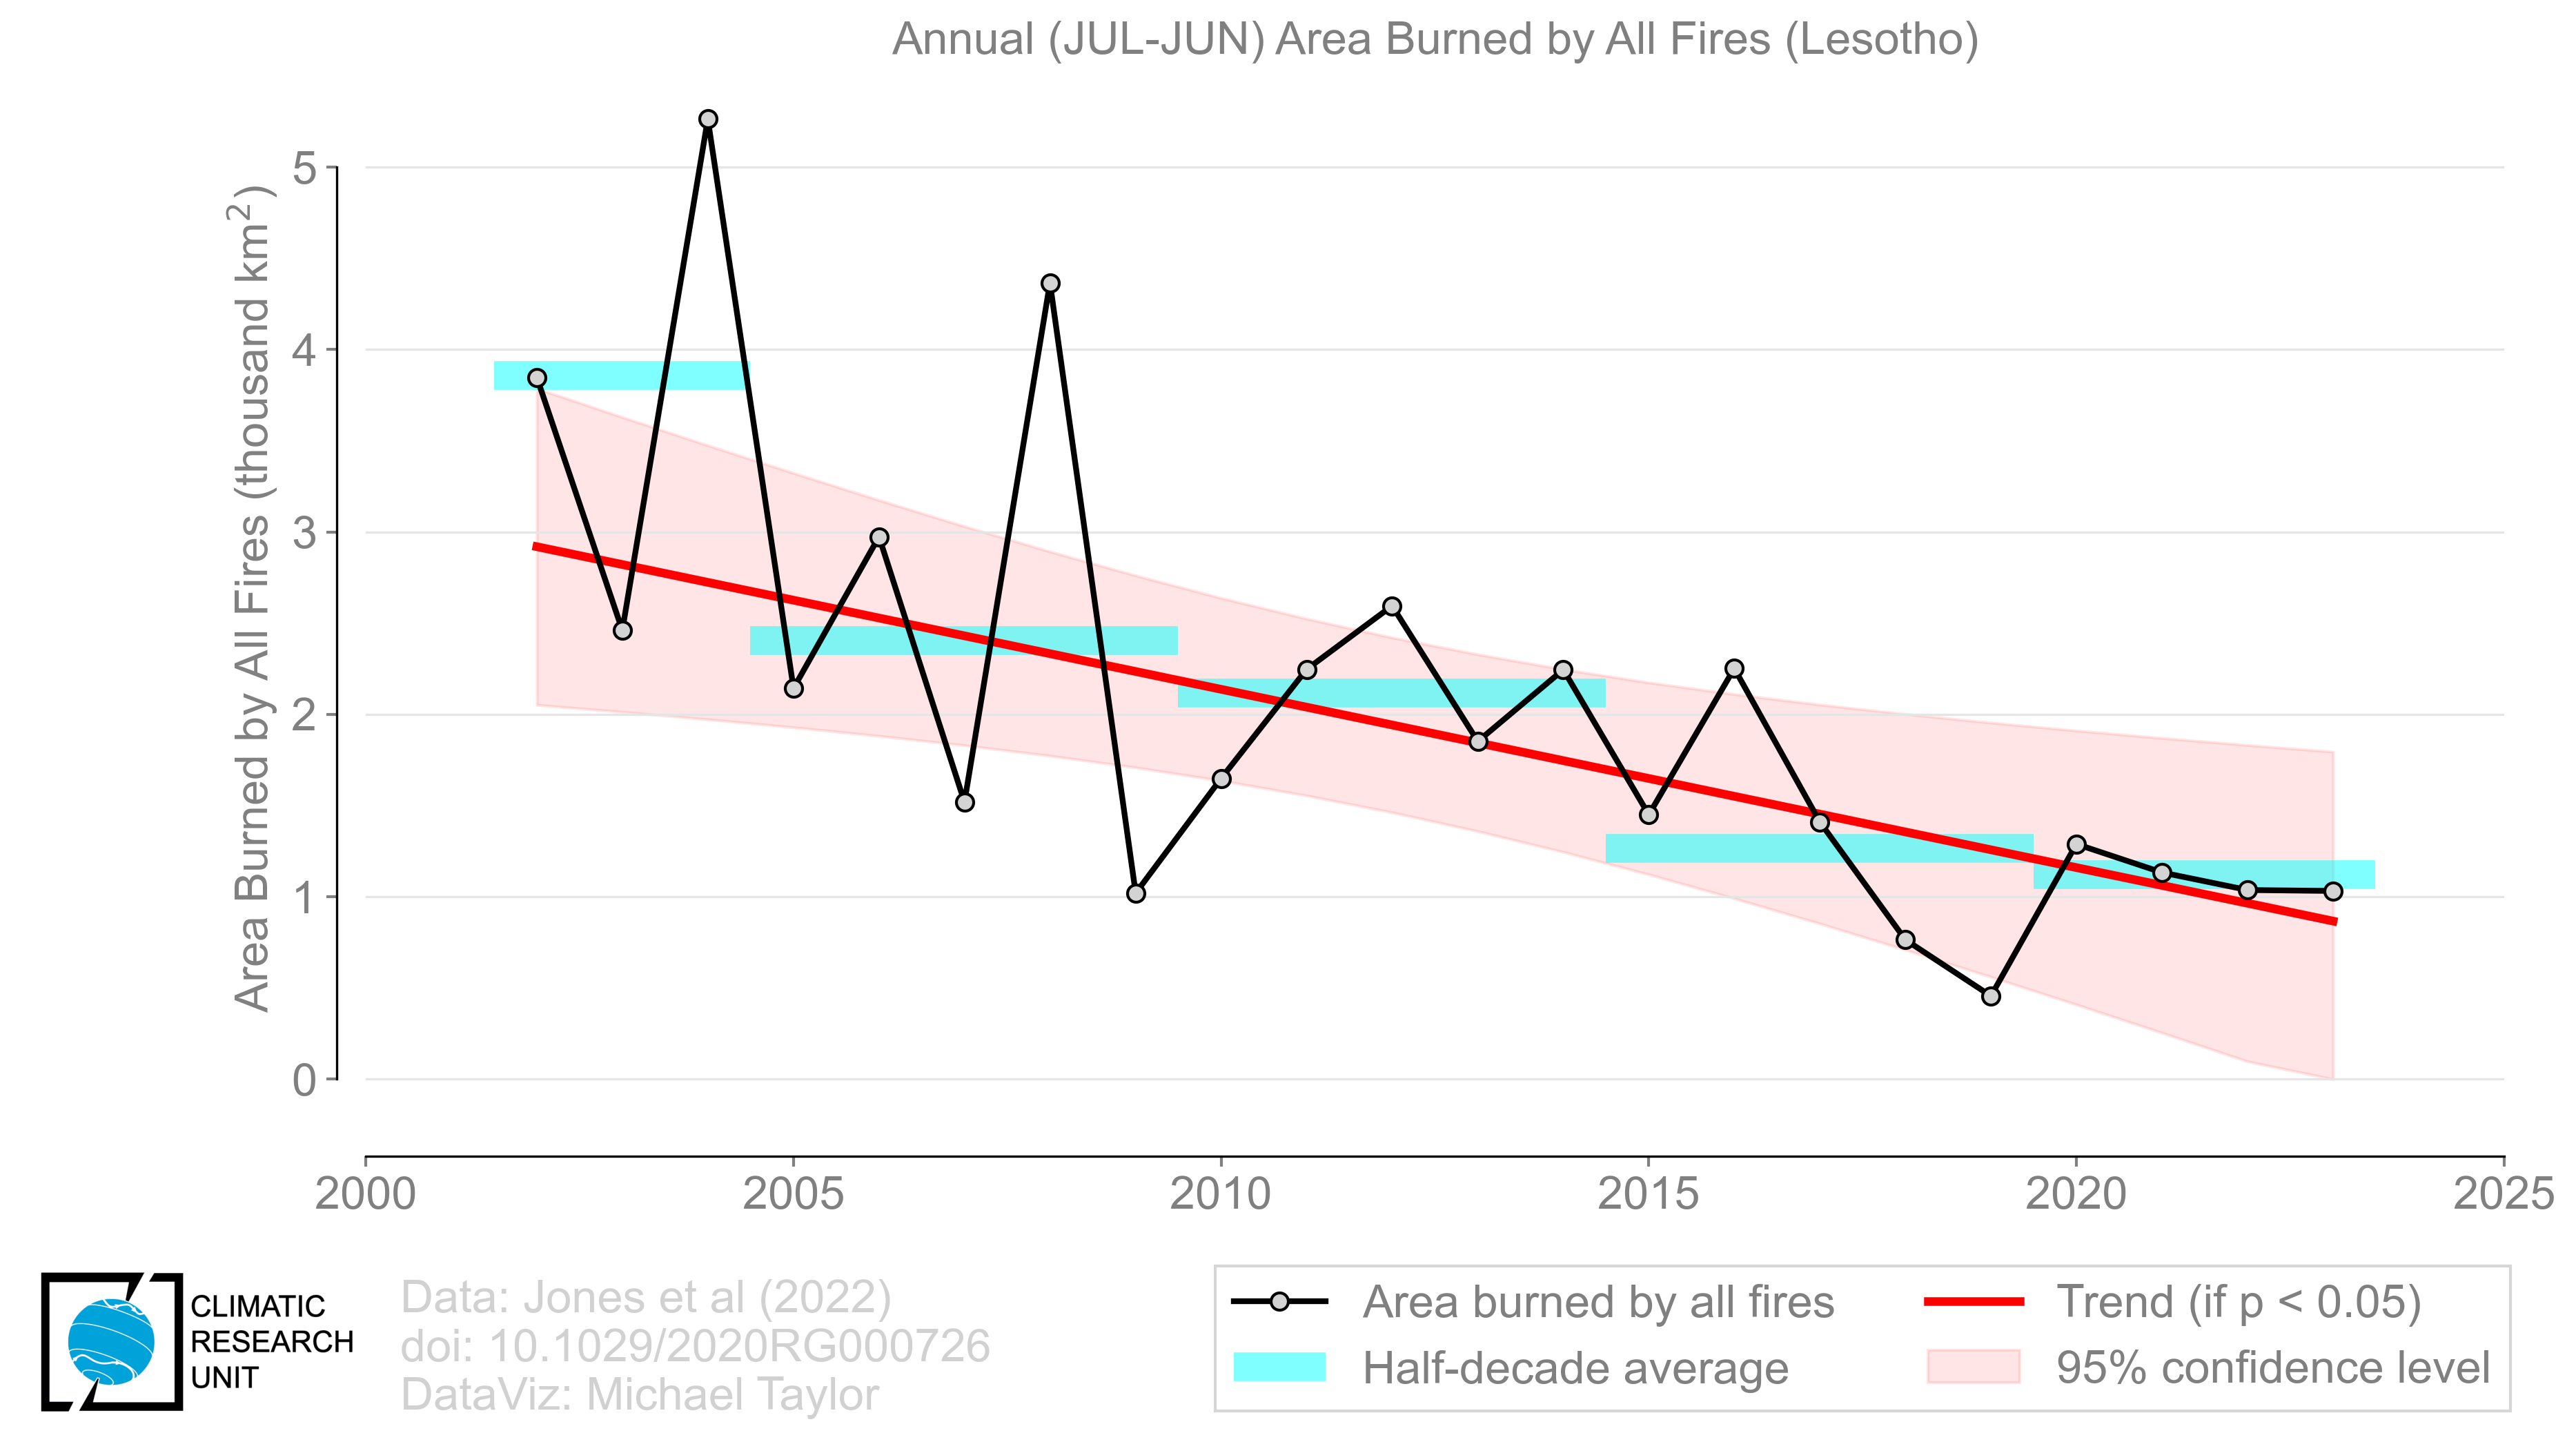 Annual (JUL-JUN) Area Burned by All Fires (Lesotho)
Area Burned by All Fires (thousand km²)
5
4
3
2
1
0
2000 2005 2010 2015 2020 2025
CLIMATIC
RESEARCH
UNIT
Data: Jones et al (2022)
doi: 10.1029/2020RG000726
DataViz: Michael Taylor
Area burned by all fires
Half-decade average
Trend (if p < 0.05)
95% confidence level